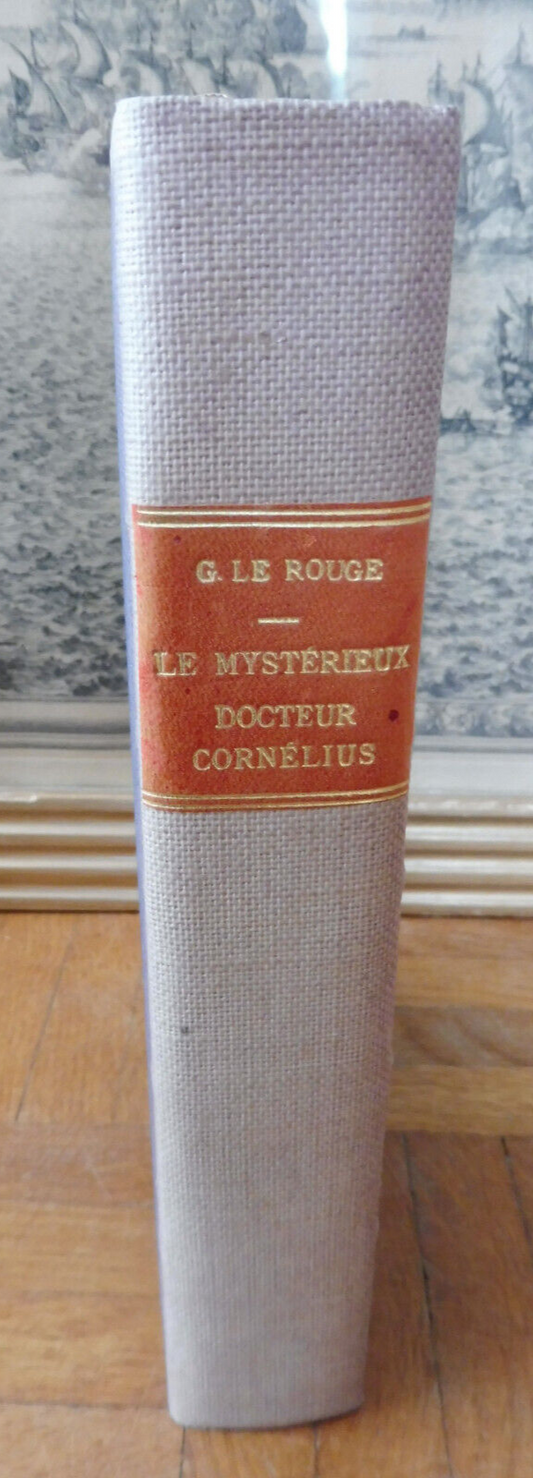 G. LE ROUGE
LE MYSTÉRIEUX
DOCTEUR
CORNÉLIUS